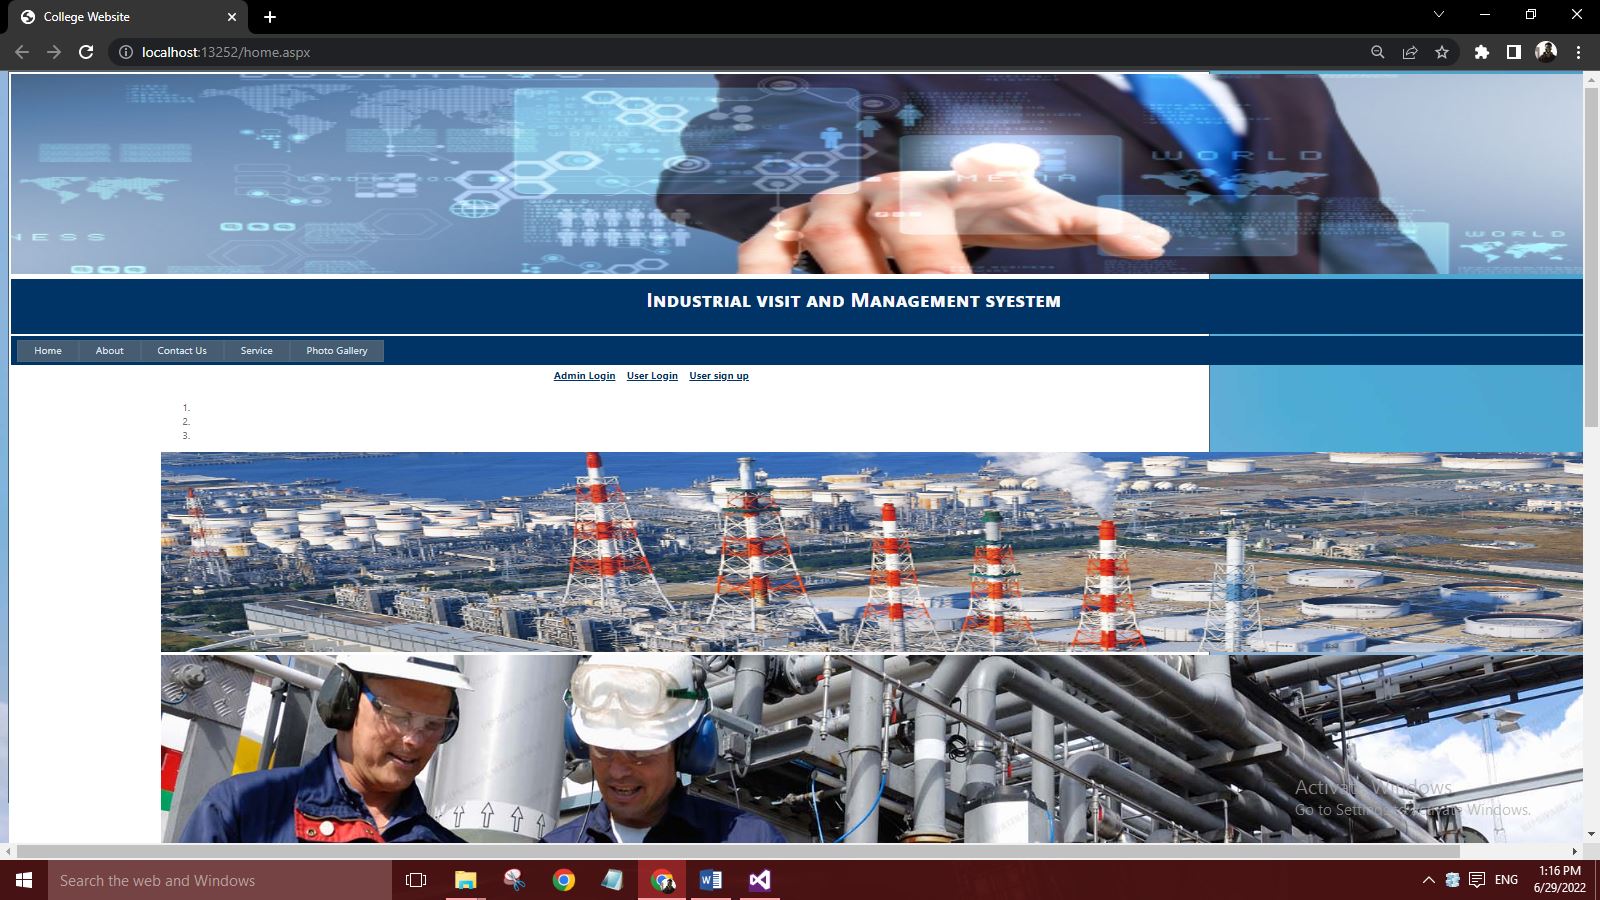 College Website
localhost:13252/home.aspx
BUSINESS
WORLD
MEDIA
NESS
WORLD
Industrial visit and Management syestem
Home About Contact Us Service Photo Gallery
Admin Login User Login User sign up
1.
2.
3.
Activate Windows
Go to Settings to Activate Windows.
Search the web and Windows
ENG
1:16 PM
6/29/2022